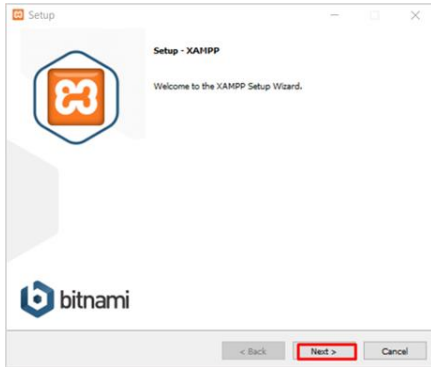 Setup
Setup - XAMPP
Welcome to the XAMPP Setup Wizard.
bitnami
< Back
Next >
Cancel